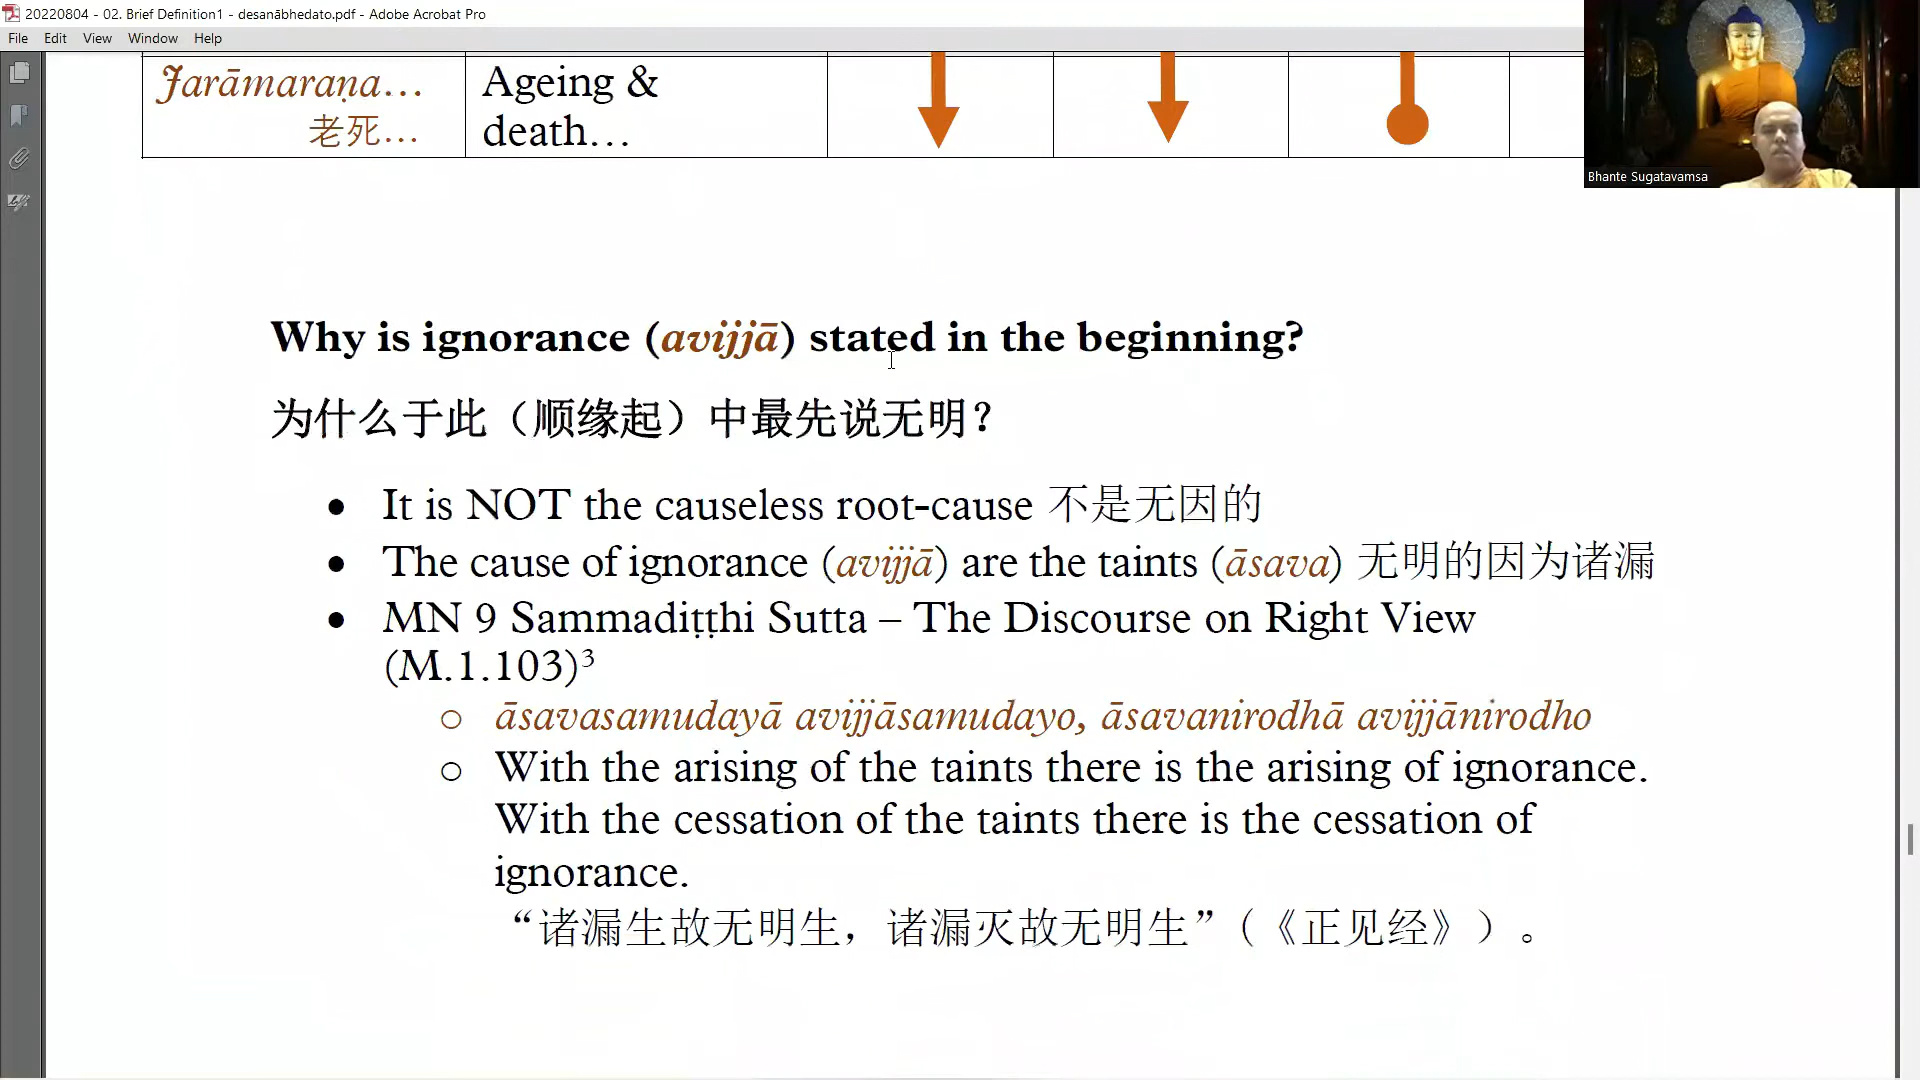 20220804 - 02. Brief Definition1 - desanābhedato.pdf - Adobe Acrobat Pro
File Edit View Window Help
Jarāmaraṇa…
老死…
Ageing &
death…
Bhante Sugatavamsa
Why is ignorance (avijjā) stated in the beginning?
为什么于此（顺缘起）中最先说无明？
• It is NOT the causeless root-cause 不是无因的
• The cause of ignorance (avijjā) are the taints (āsava) 无明的因为诸漏
• MN 9 Sammadiṭṭhi Sutta – The Discourse on Right View
(M.1.103)³
○ āsavasamudayā avijjāsamudayo, āsavanirodhā avijjānirodho
○ With the arising of the taints there is the arising of ignorance.
With the cessation of the taints there is the cessation of
ignorance.
“诸漏生故无明生，诸漏灭故无明生”（《正见经》）。